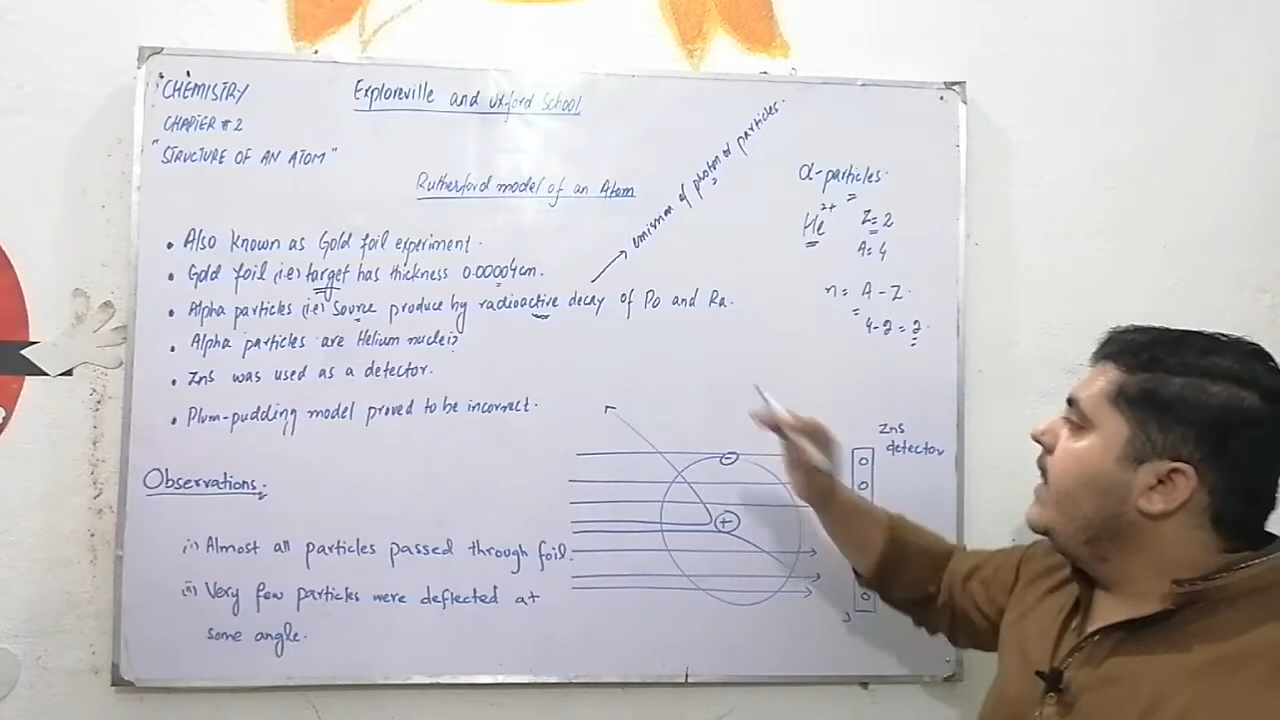 CHEMISTRY
CHAPTER #2
"STRUCTURE OF AN ATOM"
Exploreville and Oxford School
Rutherford model of an Atom
• Also known as Gold foil experiment.
• Gold foil (i.e) target has thickness 0.00004cm.
• Alpha particles (i.e) source produce by radioactive decay of Po and Ra.
• Alpha particles are Helium nuclei
• ZnS was used as a detector.
• Plum-pudding model proved to be incorrect.
emission of photon or particles.
α-particles
He²⁺ Z=2
A=4
n= A-Z.
4-2=2.
Observations:
i) Almost all particles passed through foil.
ii) Very few particles were deflected at
some angle.
ZnS
detector
-
+